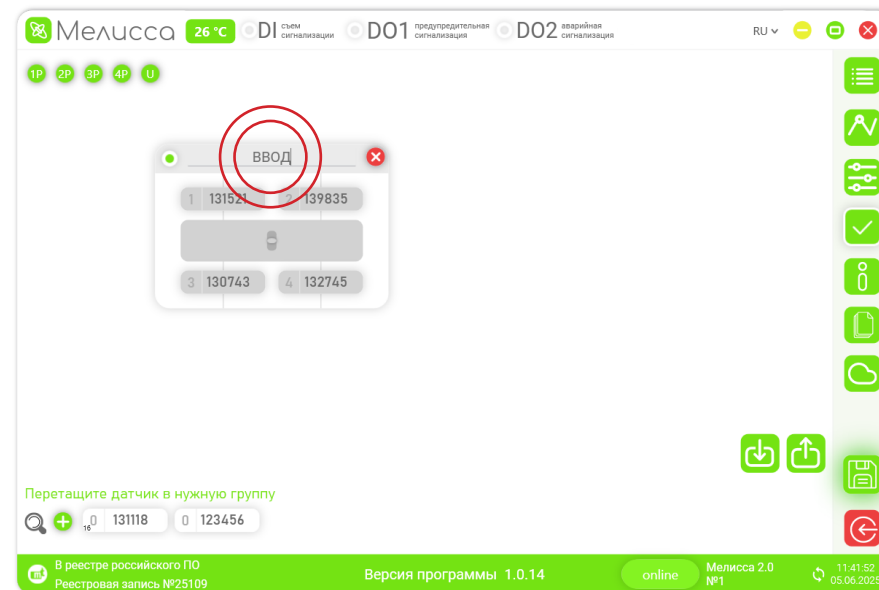 Мелисса 26 °C DI съем сигнализации DO1 предупредительная сигнализация DO2 аварийная сигнализация RU
1P 2P 3P 4P U
ВВОД
1 131521 2 139835
3 130743 4 132745
Перетащите датчик в нужную группу
16 0 131118 0 123456
В реестре российского ПО
Реестровая запись №25109
Версия программы 1.0.14
online
Мелисса 2.0
№1
11:41:52
05.06.2025